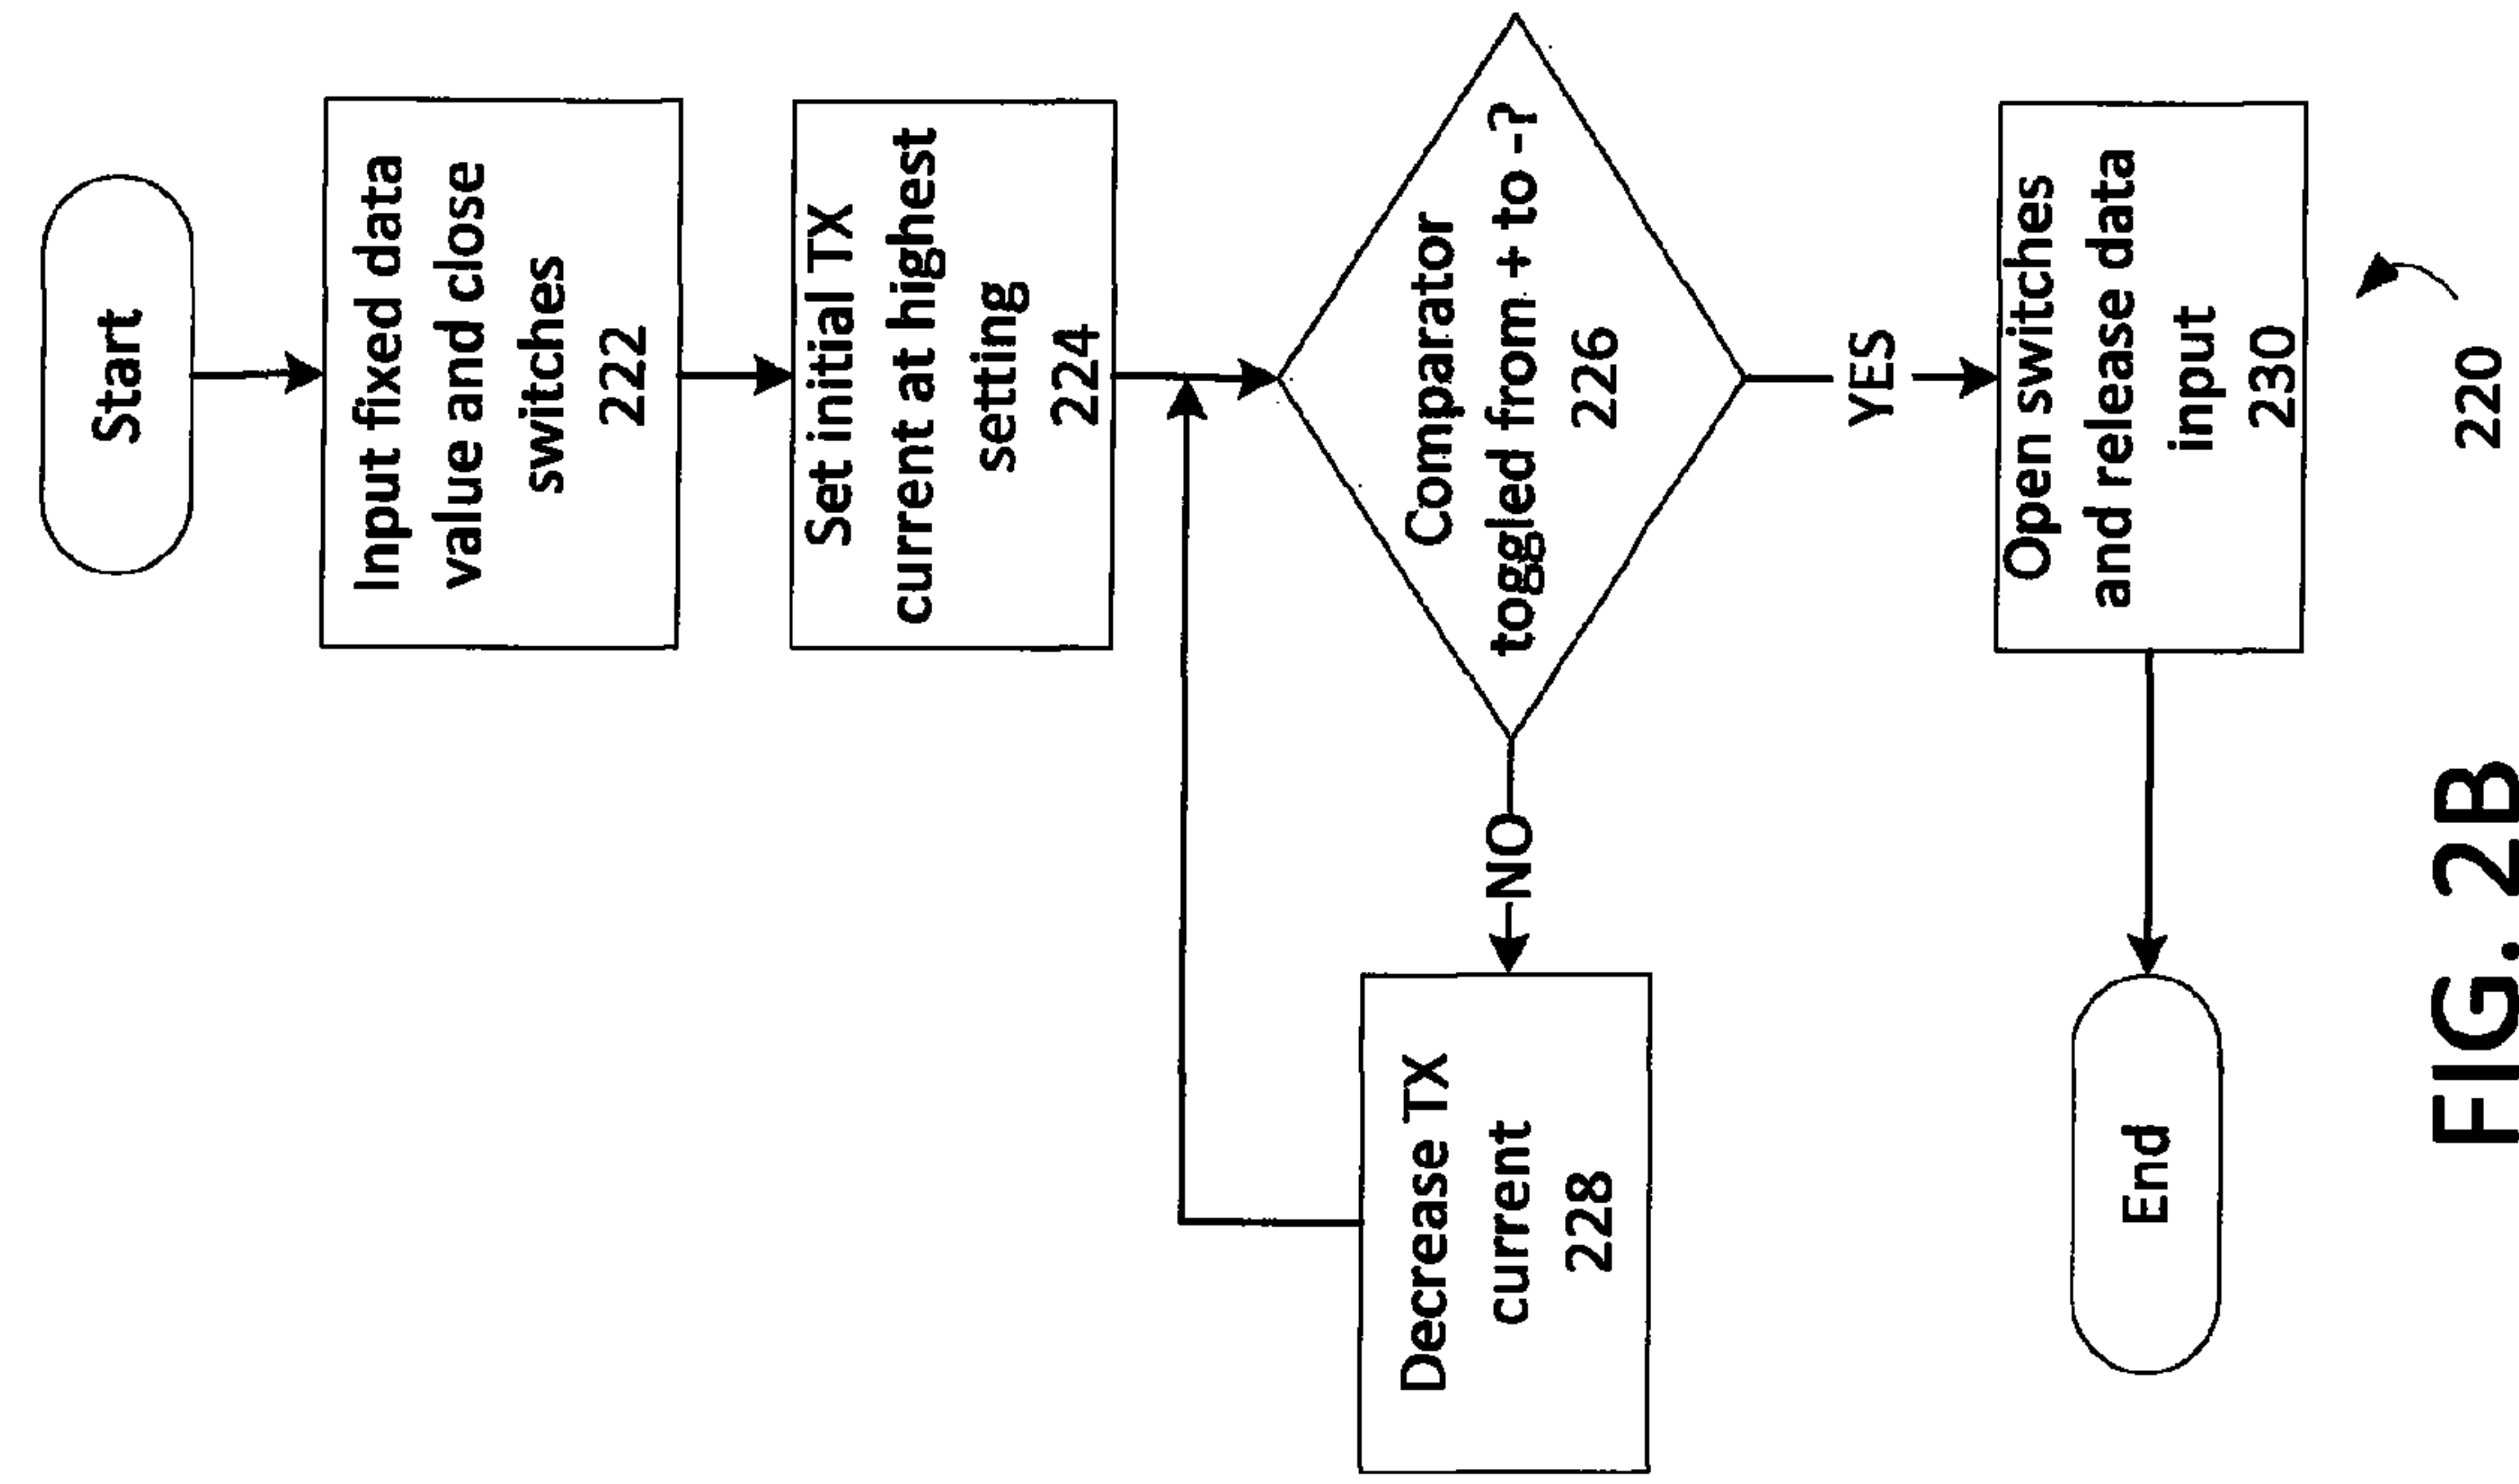 Start
Input fixed data
value and close
switches
222
Set initial TX
current at highest
setting
224
Comparator
toggled from + to -?
226
NO
Decrease TX
current
228
YES
Open switches
and release data
input
230
End
220
FIG. 2B